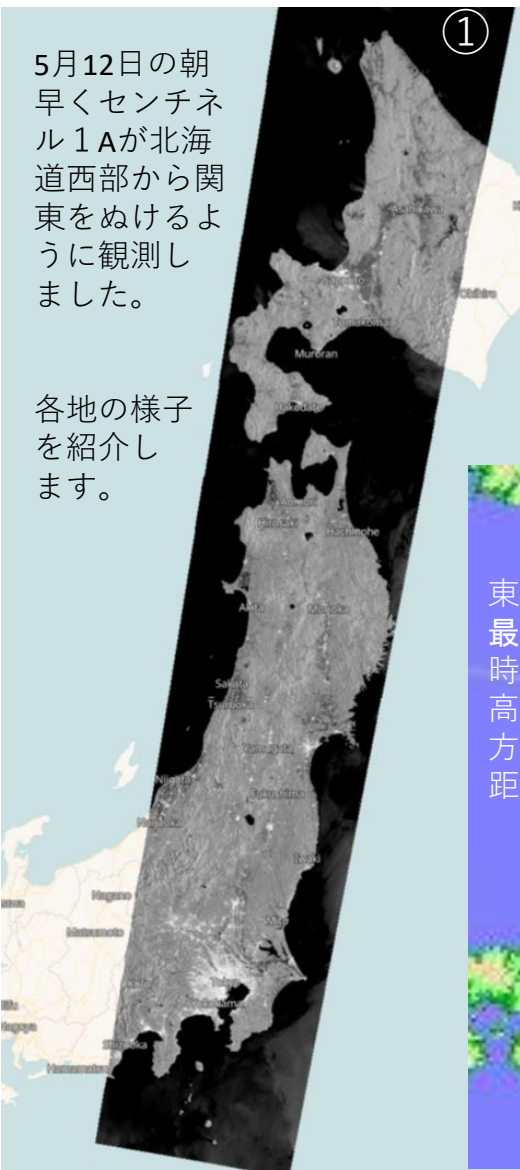 ①
5月12日の朝
早くセンチネ
ル１Aが北海
道西部から関
東をぬけるよ
うに観測し
ました。
各地の様子
を紹介し
ます。
Asahikawa
Sapporo
Obihiro
Tomakomai
Muroran
Hakodate
Aomori
Hirosaki
Hachinohe
Akita
Morioka
Sakata
Tsuruoka
Yamagata
Niigata
Fukushima
Nagaoka
Iwaki
Nagano
Mito
Matsumoto
Nagoya
Shizuoka
Hamamatsu
東
最
時
高
方
距